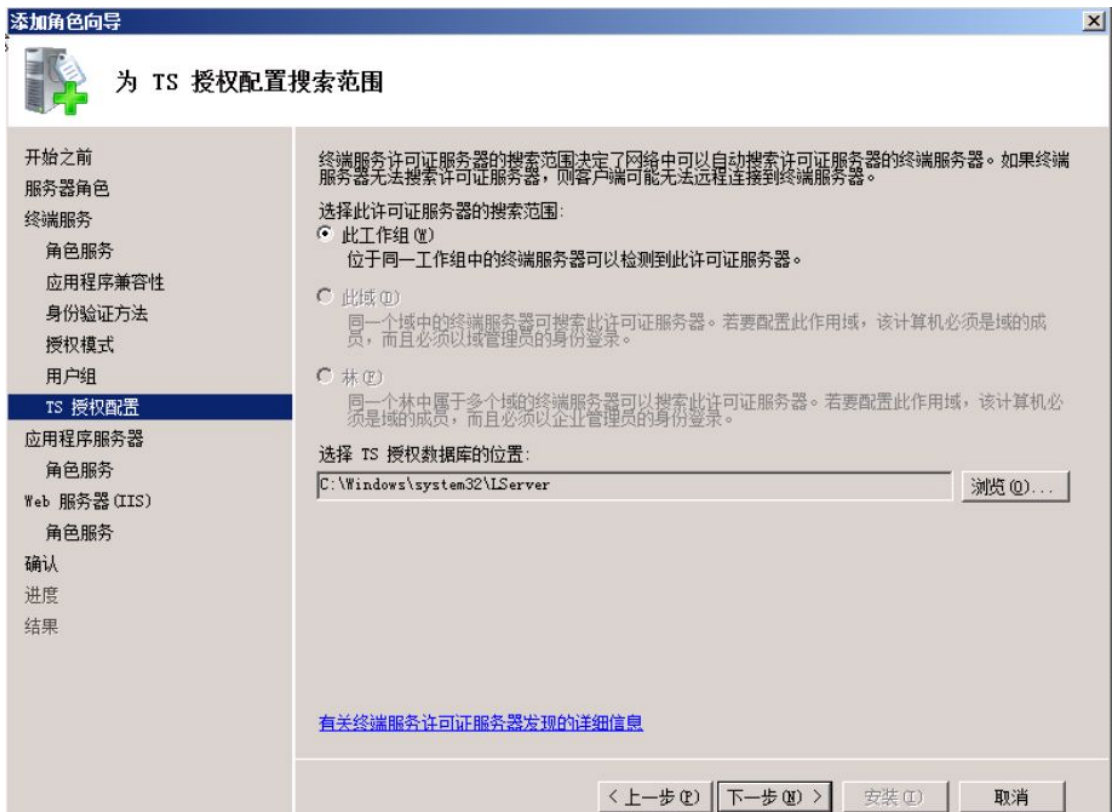 添加角色向导
为 TS 授权配置搜索范围
开始之前
服务器角色
终端服务
角色服务
应用程序兼容性
身份验证方法
授权模式
用户组
TS 授权配置
应用程序服务器
角色服务
Web 服务器(IIS)
角色服务
确认
进度
结果
终端服务许可证服务器的搜索范围决定了网络中可以自动搜索许可证服务器的终端服务器。如果终端
服务器无法搜索许可证服务器，则客户端可能无法远程连接到终端服务器。
选择此许可证服务器的搜索范围:
此工作组(W)
位于同一工作组中的终端服务器可以检测到此许可证服务器。
此域(D)
同一个域中的终端服务器可搜索此许可证服务器。若要配置此作用域，该计算机必须是域的成
员，而且必须以域管理员的身份登录。
林(F)
同一个林中属于多个域的终端服务器可以搜索此许可证服务器。若要配置此作用域，该计算机必
须是域的成员，而且必须以企业管理员的身份登录。
选择 TS 授权数据库的位置:
C:\Windows\system32\LServer
浏览(O)...
有关终端服务许可证服务器发现的详细信息
< 上一步(P) 下一步(N) > 安装(I) 取消